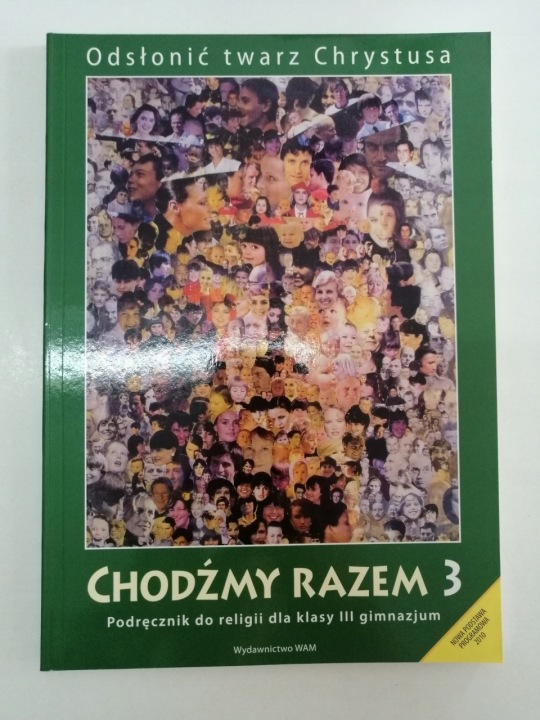 Odsłonić twarz Chrystusa
CHODŹMY RAZEM 3
Podręcznik do religii dla klasy III gimnazjum
Wydawnictwo WAM
NOWA PODSTAWA
PROGRAMOWA
2010